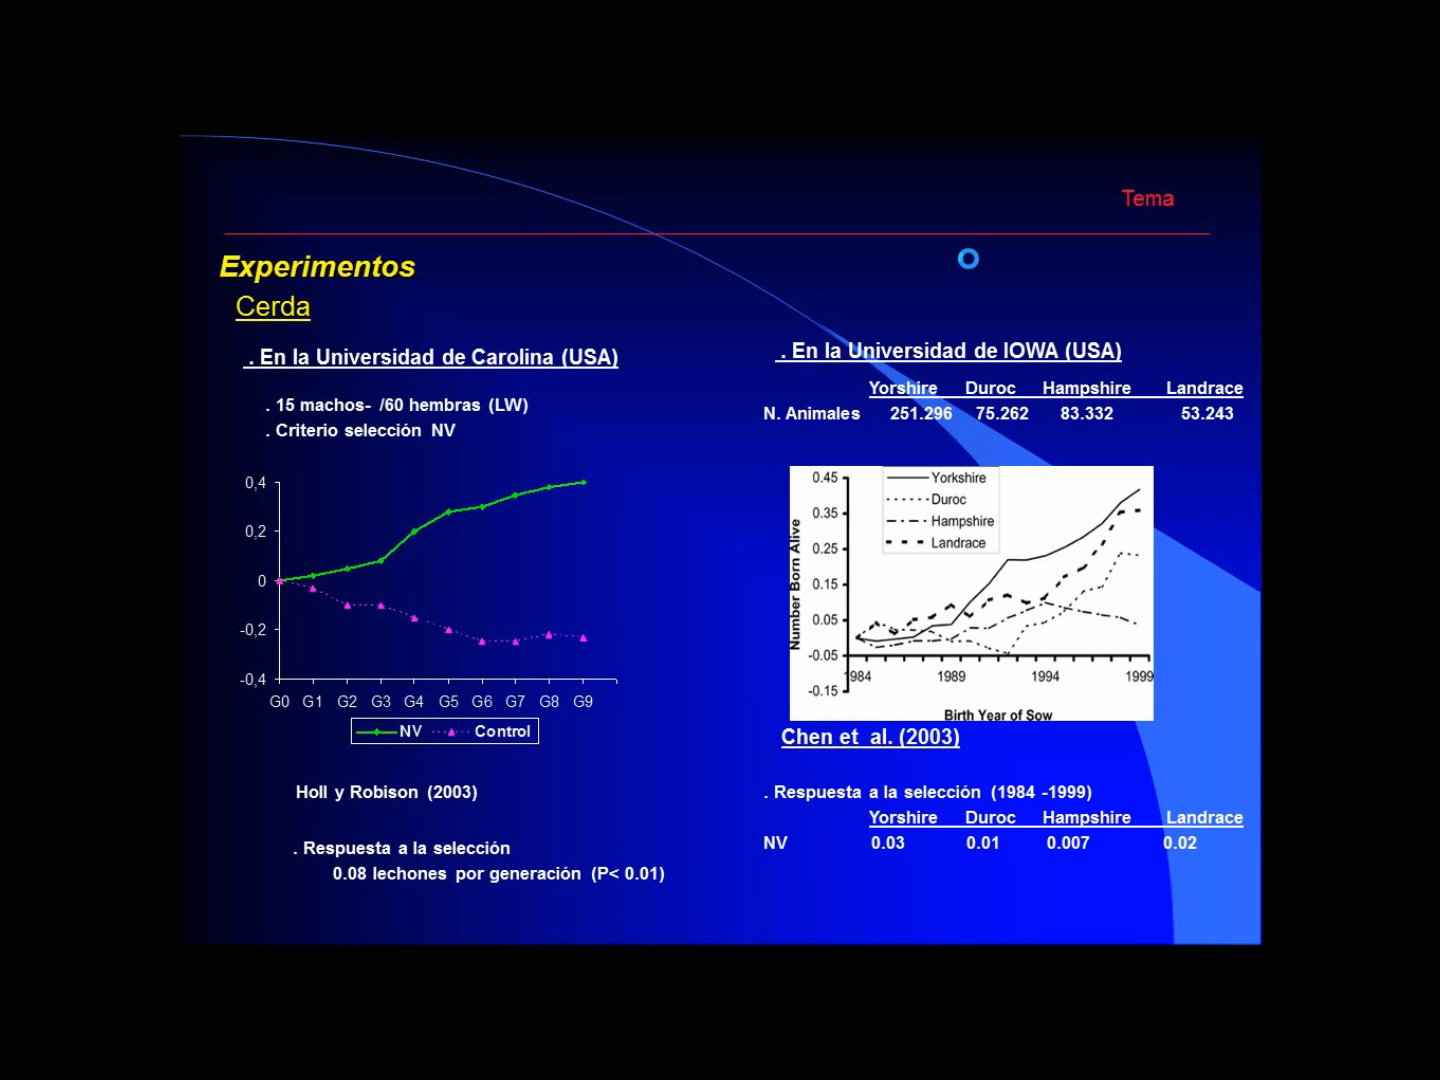 Tema
Experimentos
Cerda
. En la Universidad de Carolina (USA)
. 15 machos- /60 hembras (LW)
. Criterio selección NV
0,4
0,2
0
-0,2
-0,4
G0 G1 G2 G3 G4 G5 G6 G7 G8 G9
NV Control
Holl y Robison (2003)
. Respuesta a la selección
0.08 lechones por generación (P< 0.01)
. En la Universidad de IOWA (USA)
Yorshire Duroc Hampshire Landrace
N. Animales 251.296 75.262 83.332 53.243
Number Born Alive
0.45
0.35
0.25
0.15
0.05
-0.05
-0.15
Yorkshire
Duroc
Hampshire
Landrace
1984 1989 1994 1999
Birth Year of Sow
Chen et al. (2003)
. Respuesta a la selección (1984 -1999)
Yorshire Duroc Hampshire Landrace
NV 0.03 0.01 0.007 0.02